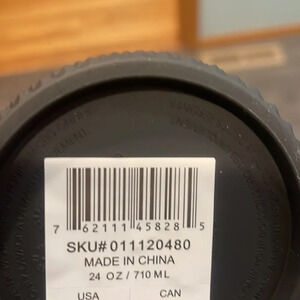 7 62111 45828 5
SKU# 011120480
MADE IN CHINA
24 OZ / 710 ML
USA CAN